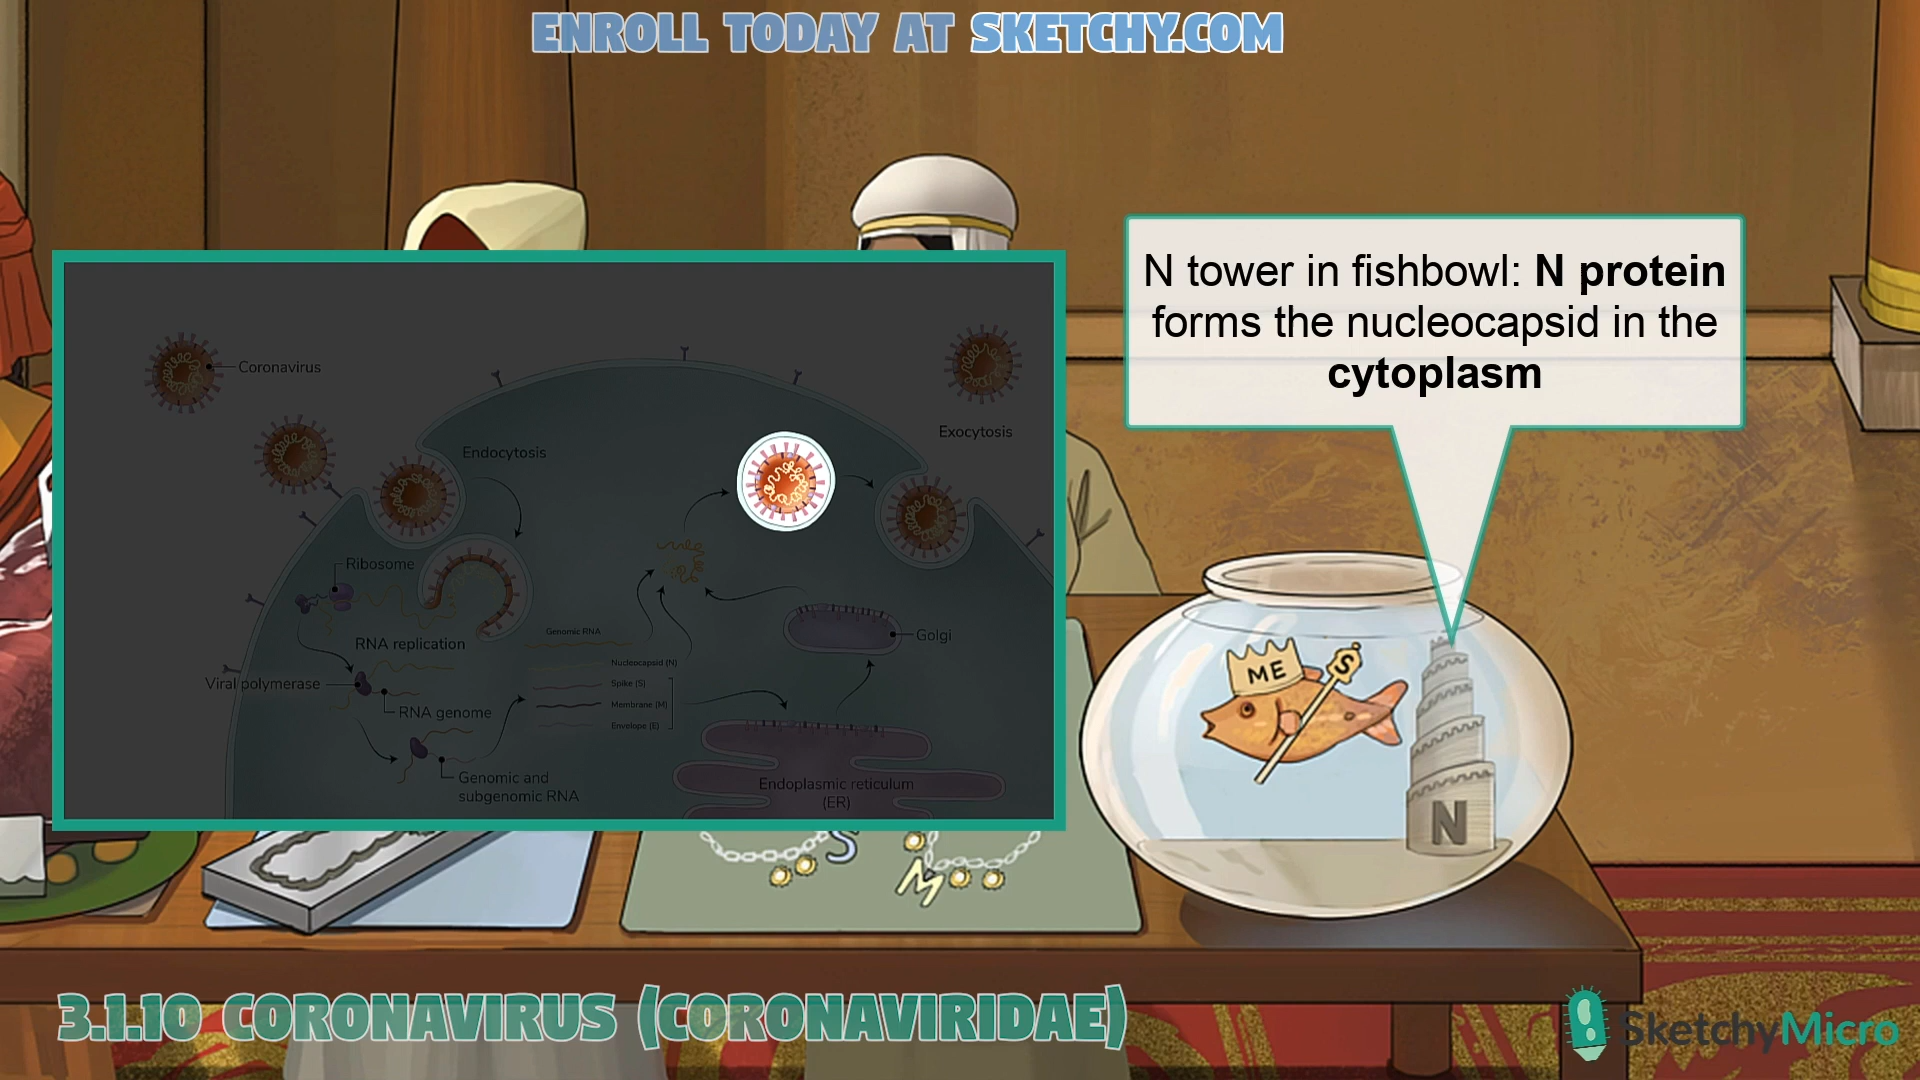 ENROLL TODAY AT SKETCHY.COM
N tower in fishbowl: N protein
forms the nucleocapsid in the
cytoplasm
Coronavirus
Exocytosis
Endocytosis
Ribosome
RNA replication
Genomic RNA
Golgi
Nucleocapsid (N)
Viral polymerase
Spike (S)
Membrane (M)
RNA genome
Envelope (E)
Genomic and
subgenomic RNA
Endoplasmic reticulum
(ER)
ME
S
N
S
M
3.1.10 CORONAVIRUS (CORONAVIRIDAE)
SketchyMicro